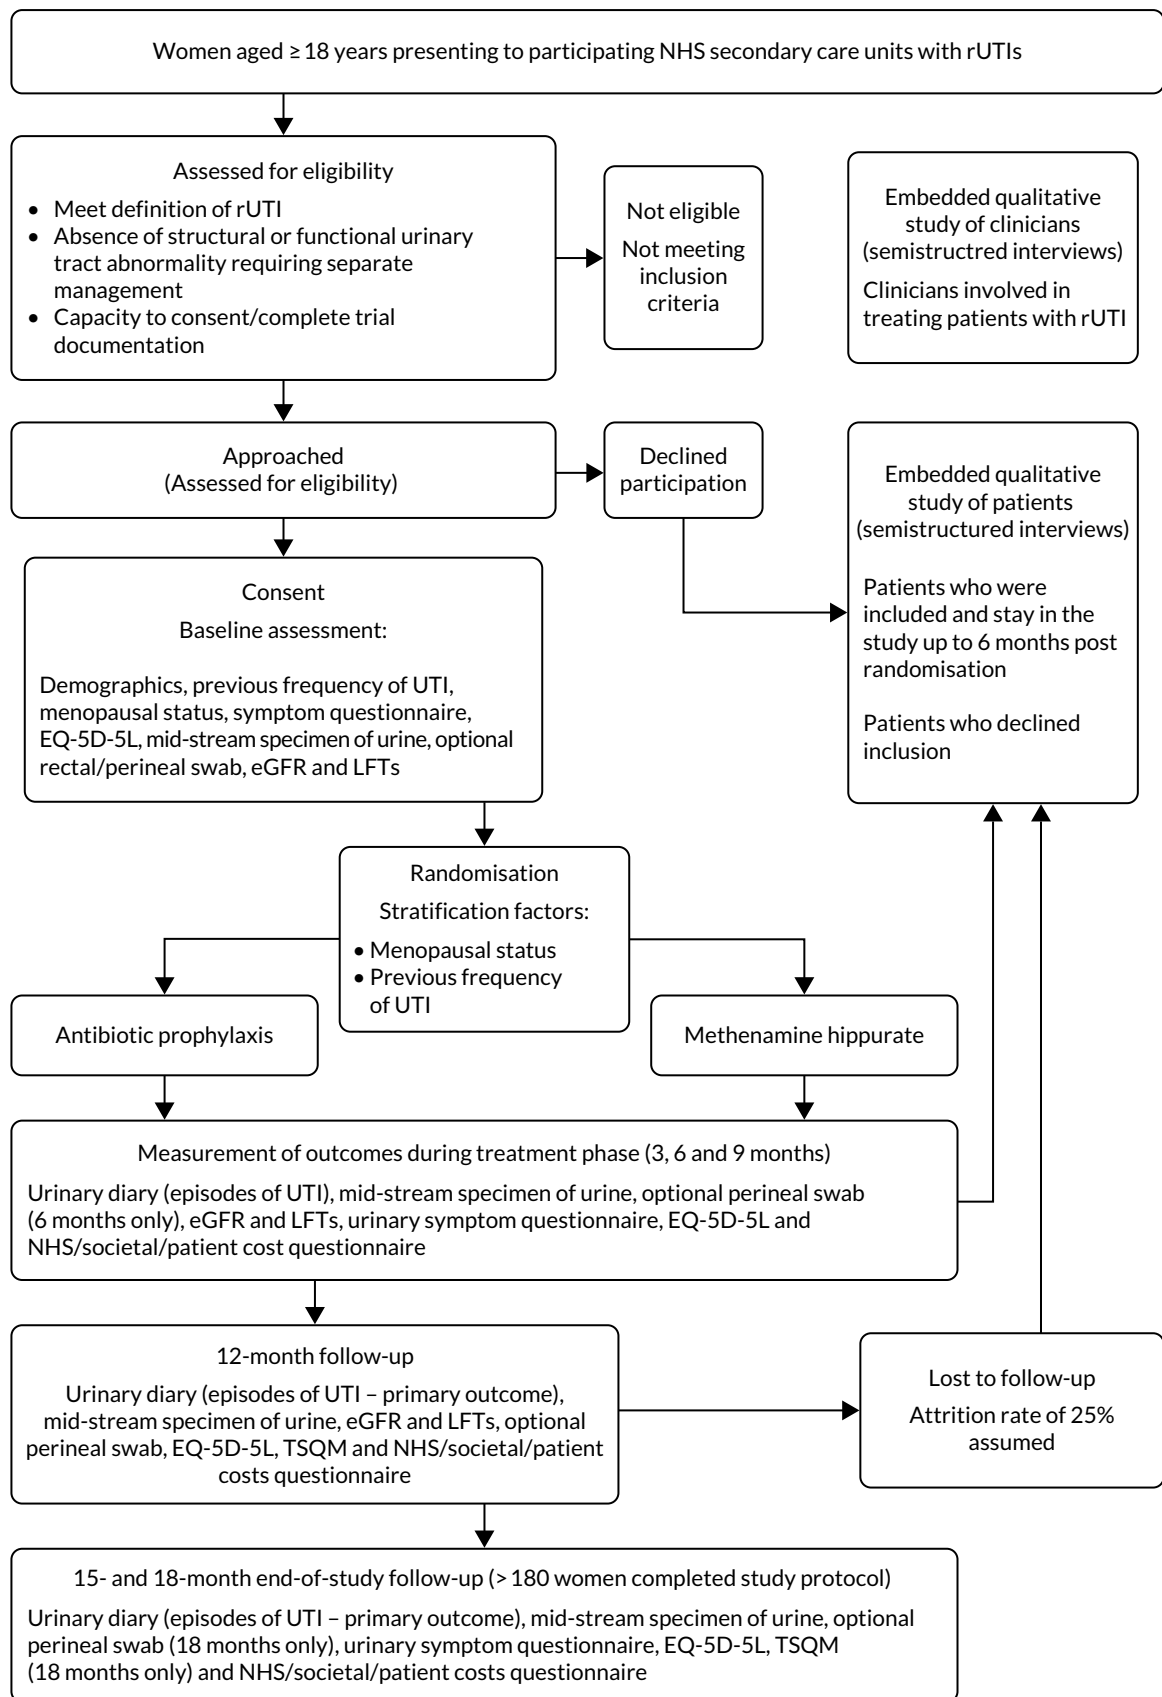 Women aged ≥ 18 years presenting to participating NHS secondary care units with rUTIs
Assessed for eligibility
• Meet definition of rUTI
• Absence of structural or functional urinary
tract abnormality requiring separate
management
• Capacity to consent/complete trial
documentation
Not eligible
Not meeting
inclusion
criteria
Embedded qualitative
study of clinicians
(semistructred interviews)
Clinicians involved in
treating patients with rUTI
Approached
(Assessed for eligibility)
Declined
participation
Embedded qualitative
study of patients
(semistructured interviews)
Patients who were
included and stay in the
study up to 6 months post
randomisation
Patients who declined
inclusion
Consent
Baseline assessment:
Demographics, previous frequency of UTI,
menopausal status, symptom questionnaire,
EQ-5D-5L, mid-stream specimen of urine, optional
rectal/perineal swab, eGFR and LFTs
Randomisation
Stratification factors:
• Menopausal status
• Previous frequency
of UTI
Antibiotic prophylaxis
Methenamine hippurate
Measurement of outcomes during treatment phase (3, 6 and 9 months)
Urinary diary (episodes of UTI), mid-stream specimen of urine, optional perineal swab
(6 months only), eGFR and LFTs, urinary symptom questionnaire, EQ-5D-5L and
NHS/societal/patient cost questionnaire
12-month follow-up
Urinary diary (episodes of UTI – primary outcome),
mid-stream specimen of urine, eGFR and LFTs, optional
perineal swab, EQ-5D-5L, TSQM and NHS/societal/patient
costs questionnaire
Lost to follow-up
Attrition rate of 25%
assumed
15- and 18-month end-of-study follow-up (> 180 women completed study protocol)
Urinary diary (episodes of UTI – primary outcome), mid-stream specimen of urine, optional
perineal swab (18 months only), urinary symptom questionnaire, EQ-5D-5L, TSQM
(18 months only) and NHS/societal/patient costs questionnaire